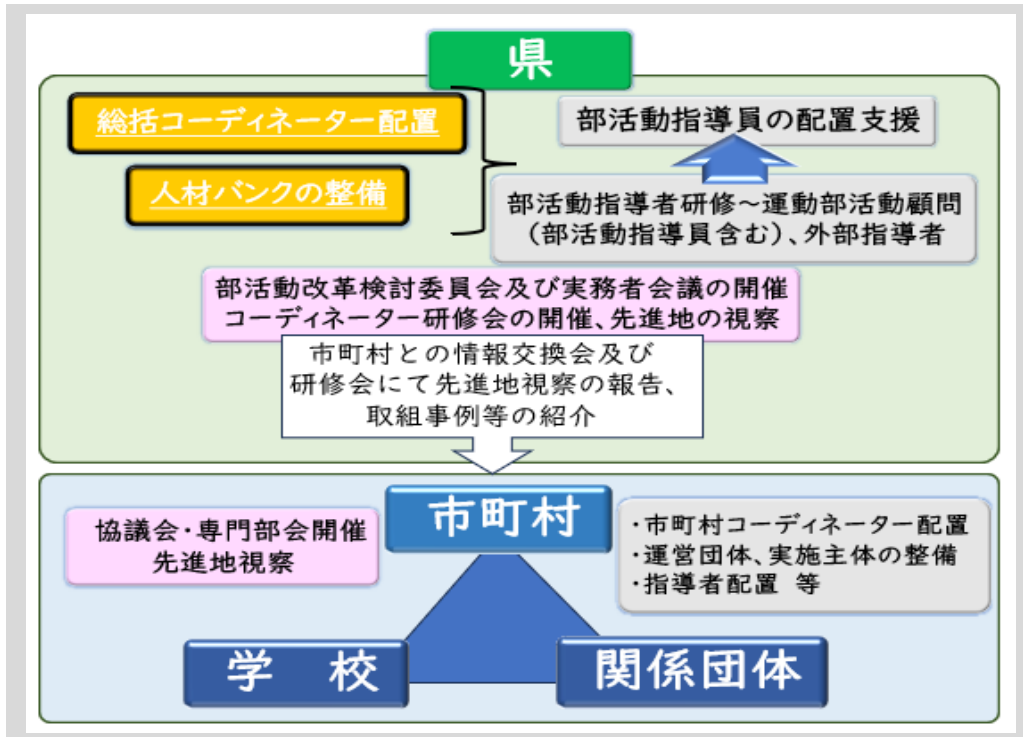 県
総括コーディネーター配置
人材バンクの整備
部活動指導員の配置支援
部活動指導者研修～運動部活動顧問
（部活動指導員含む）、外部指導者
部活動改革検討委員会及び実務者会議の開催
コーディネーター研修会の開催、先進地の視察
市町村との情報交換会及び
研修会にて先進地視察の報告、
取組事例等の紹介
市町村
協議会・専門部会開催
先進地視察
・市町村コーディネーター配置
・運営団体、実施主体の整備
・指導者配置 等
学 校
関係団体